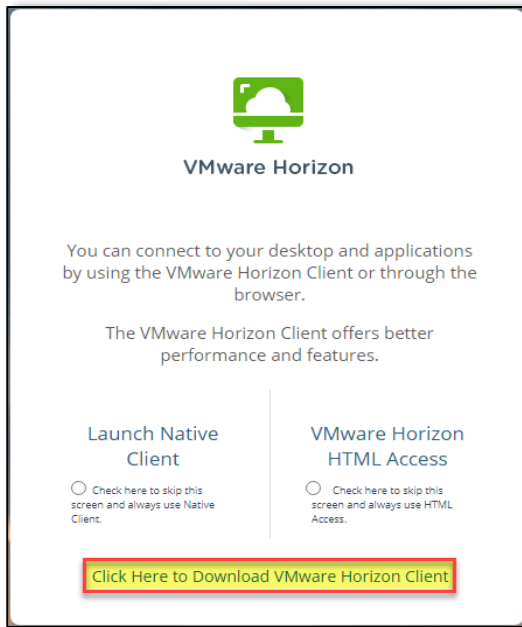 VMware Horizon
You can connect to your desktop and applications
by using the VMware Horizon Client or through the
browser.
The VMware Horizon Client offers better
performance and features.
Launch Native
Client
Check here to skip this
screen and always use Native
Client.
VMware Horizon
HTML Access
Check here to skip this
screen and always use HTML
Access.
Click Here to Download VMware Horizon Client